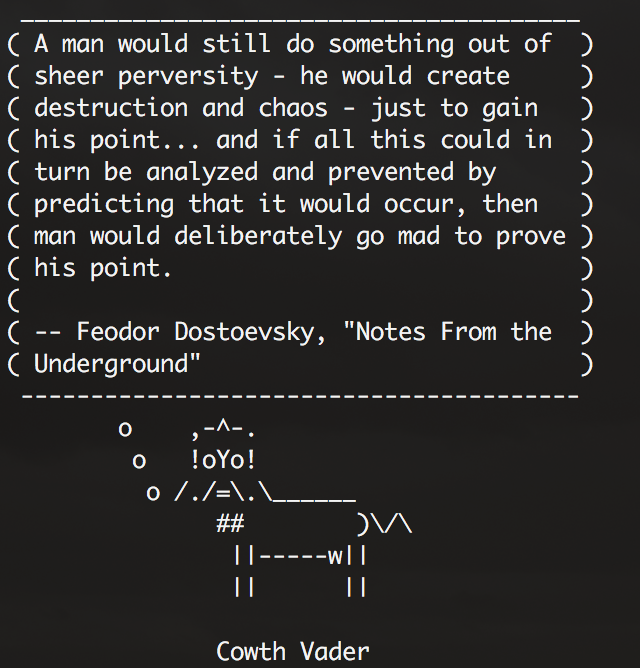 ________________________________________
( A man would still do something out of  )
( sheer perversity - he would create     )
( destruction and chaos - just to gain   )
( his point... and if all this could in  )
( turn be analyzed and prevented by      )
( predicting that it would occur, then   )
( man would deliberately go mad to prove )
( his point.                             )
(                                        )
( -- Feodor Dostoevsky, "Notes From the  )
( Underground"                           )
 ----------------------------------------
        o    ,-^-.
         o   !oYo!
          o /./=\.\______
               ##        )\/\
                ||-----w||
                ||      ||

               Cowth Vader